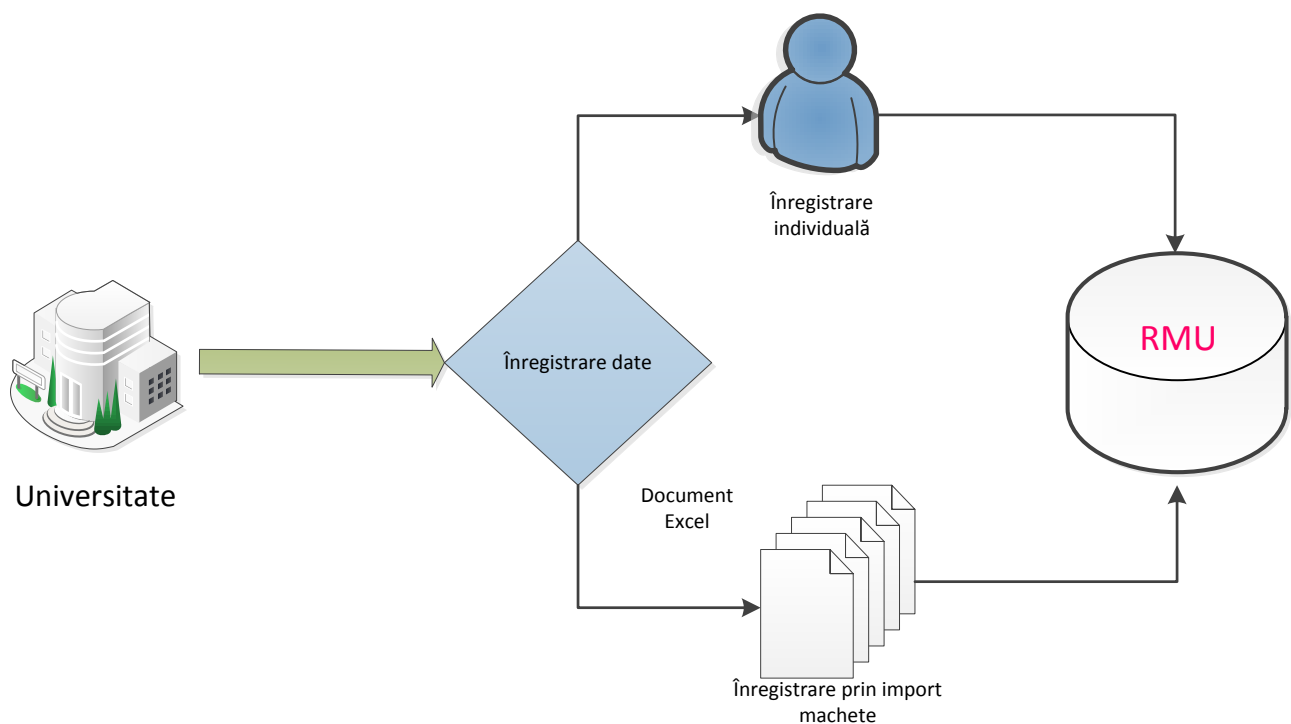 Înregistrare
individuală
RMU
Înregistrare date
Universitate
Document
Excel
Înregistrare prin import
machete